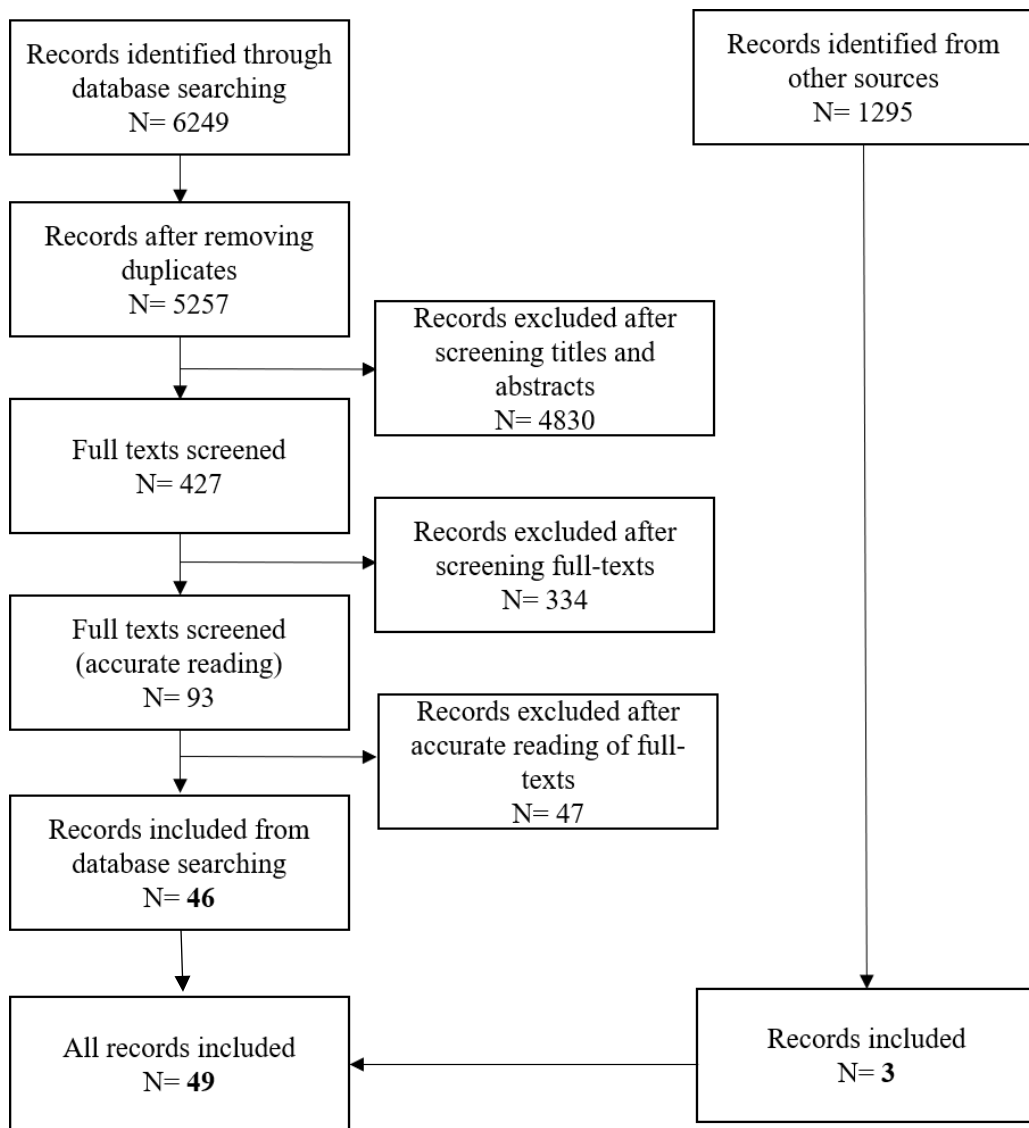 Records identified through
database searching
N= 6249
Records identified from
other sources
N= 1295
Records after removing
duplicates
N= 5257
Records excluded after
screening titles and
abstracts
N= 4830
Full texts screened
N= 427
Records excluded after
screening full-texts
N= 334
Full texts screened
(accurate reading)
N= 93
Records excluded after
accurate reading of full-
texts
N= 47
Records included from
database searching
N= 46
All records included
N= 49
Records included
N= 3